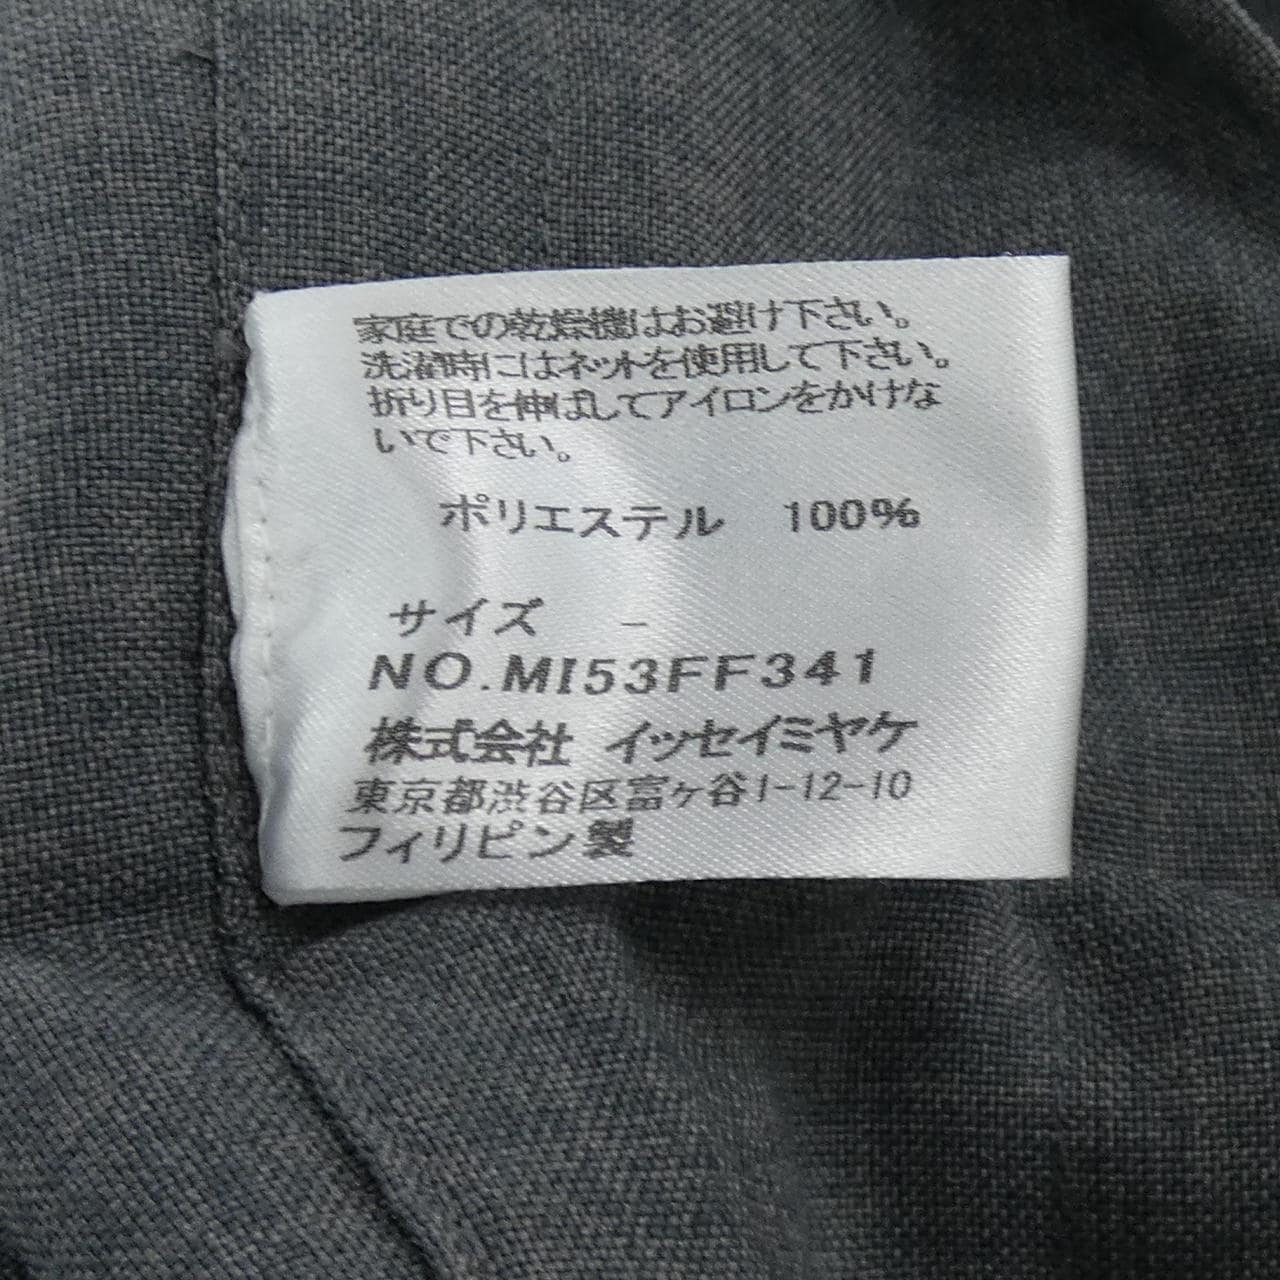 家庭での乾燥機はお避け下さい。
洗濯時にはネットを使用して下さい。
折り目を伸ばしてアイロンをかけな
いで下さい。
ポリエステル 100%
サイズ -
NO.MI53FF341
株式会社 イッセイミヤケ
東京都渋谷区富ヶ谷1-12-10
フィリピン製